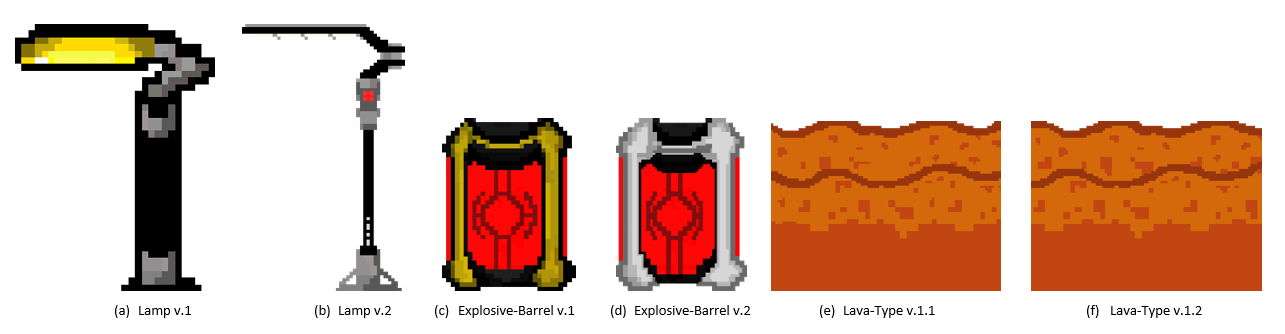 (a) Lamp v.1
(b) Lamp v.2
(c) Explosive-Barrel v.1
(d) Explosive-Barrel v.2
(e) Lava-Type v.1.1
(f) Lava-Type v.1.2